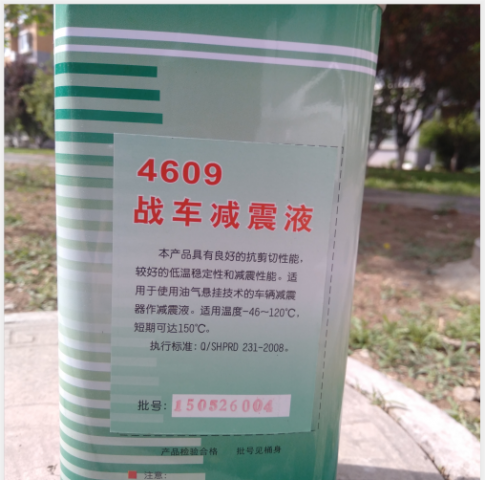 4609
战车减震液
本产品具有良好的抗剪切性能，
较好的低温稳定性和减震性能。适
用于使用油气悬挂技术的车辆减震
器作减震液。适用温度-46～120℃，
短期可达150℃。
执行标准：Q/SHPRD 231-2008。
批号：150826004
产品检验合格 批号见桶身
注意：